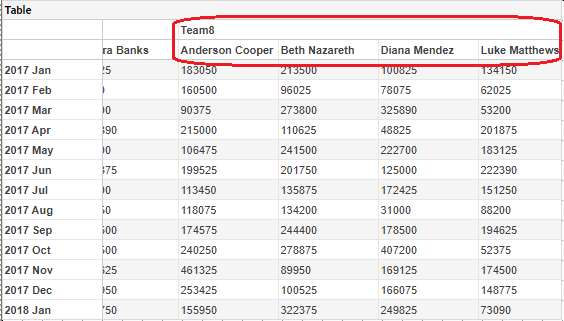 Table
Team8
ra Banks Anderson Cooper Beth Nazareth Diana Mendez Luke Matthews
2017 Jan 25 183050 213500 100825 134150
2017 Feb 160500 96025 78075 62025
2017 Mar 00 90375 273800 325890 53200
2017 Apr 390 215000 110625 48825 201875
2017 May 00 106475 241500 222700 183125
2017 Jun 375 199525 201750 125000 222390
2017 Jul 00 113450 135875 172425 151250
2017 Aug 118075 134200 31000 88200
2017 Sep 500 174575 244400 178500 194625
2017 Oct 00 240250 278875 407200 52375
2017 Nov 525 461325 89950 169125 174500
2017 Dec 950 253425 100525 166075 148775
2018 Jan 750 155950 322375 249825 73090